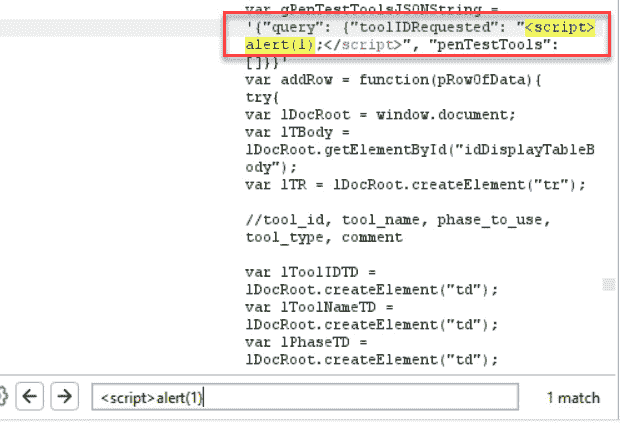 var gPenTestToolsJSONString =
'{"query": {"toolIDRequested": "<script>
alert(1);</script>", "penTestTools":
[]}}'
var addRow = function(pRowOfData){
try{
var lDocRoot = window.document;
var lTBody =
lDocRoot.getElementById("idDisplayTableB
ody");
var lTR = lDocRoot.createElement("tr");
//tool_id, tool_name, phase_to_use,
tool_type, comment
var lToolIDTD =
lDocRoot.createElement("td");
var lToolNameTD =
lDocRoot.createElement("td");
var lPhaseTD =
lDocRoot.createElement("td");
<script>alert(1) 1 match